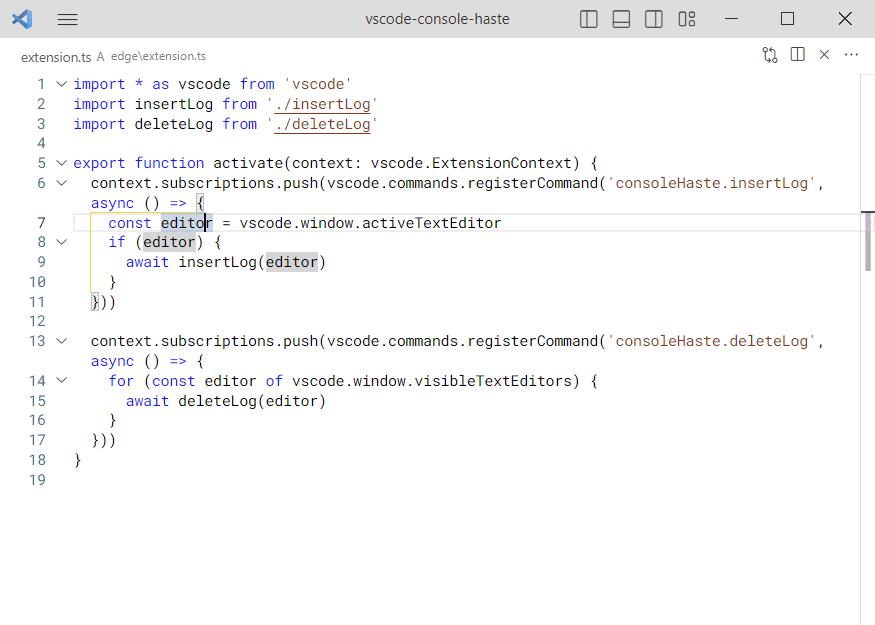 vscode-console-haste
extension.ts A edge\extension.ts
1 import * as vscode from 'vscode'
2 import insertLog from './insertLog'
3 import deleteLog from './deleteLog'
4
5 export function activate(context: vscode.ExtensionContext) {
6 context.subscriptions.push(vscode.commands.registerCommand('consoleHaste.insertLog',
async () => {
7 const editor = vscode.window.activeTextEditor
8 if (editor) {
9 await insertLog(editor)
10 }
11 }))
12
13 context.subscriptions.push(vscode.commands.registerCommand('consoleHaste.deleteLog',
async () => {
14 for (const editor of vscode.window.visibleTextEditors) {
15 await deleteLog(editor)
16 }
17 }))
18 }
19